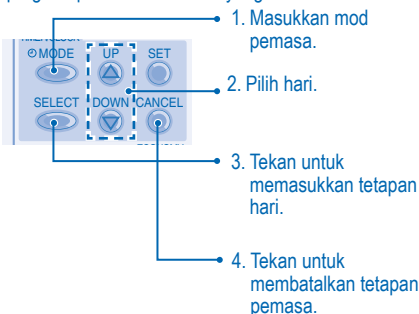 1. Masukkan mod
pemasa.
MODE UP SET
2. Pilih hari.
SELECT DOWN CANCEL
3. Tekan untuk
memasukkan tetapan
hari.
4. Tekan untuk
membatalkan tetapan
pemasa.